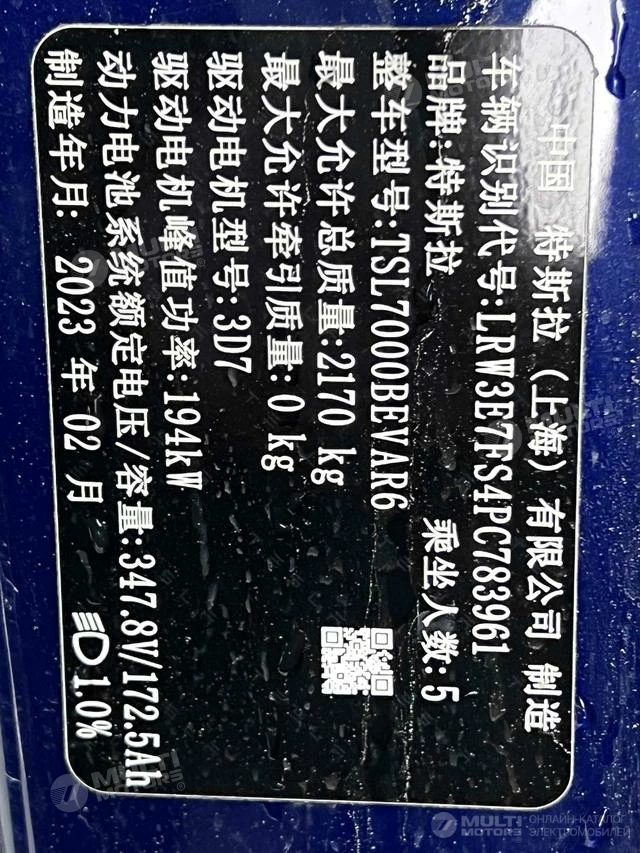 中国 特斯拉(上海)有限公司 制造
车辆识别代号:LRW3E7FS4PC783961
品牌:特斯拉 乘坐人数:5
整车型号:TSL7000BEVAR6
最大允许总质量:2170 kg
最大允许牵引质量:0 kg
驱动电机型号:3D7
驱动电机峰值功率:194kW
动力电池系统额定电压/容量:347.8V/172.5Ah
制造年月: 2023 年 02 月 1.0%
MULTI MOTORS
ОНЛАЙН-КАТАЛОГ ЭЛЕКТРОМОБИЛЕЙ